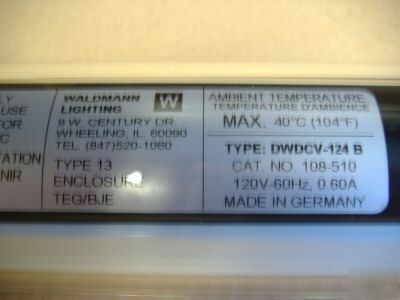 LY
USE
FOR
C
TATION
NIR
WALDMANN
LIGHTING
W
9 W. CENTURY DR.
WHEELING, IL. 60090
TEL. (847)520-1060
TYPE 13
ENCLOSURE
TEG/BJE
AMBIENT TEMPERATURE
TEMPERATURE D'AMBIENCE
MAX. 40°C (104°F)
TYPE: DWDCV-124 B
CAT. NO. 108-510
120V-60Hz, 0.60A
MADE IN GERMANY